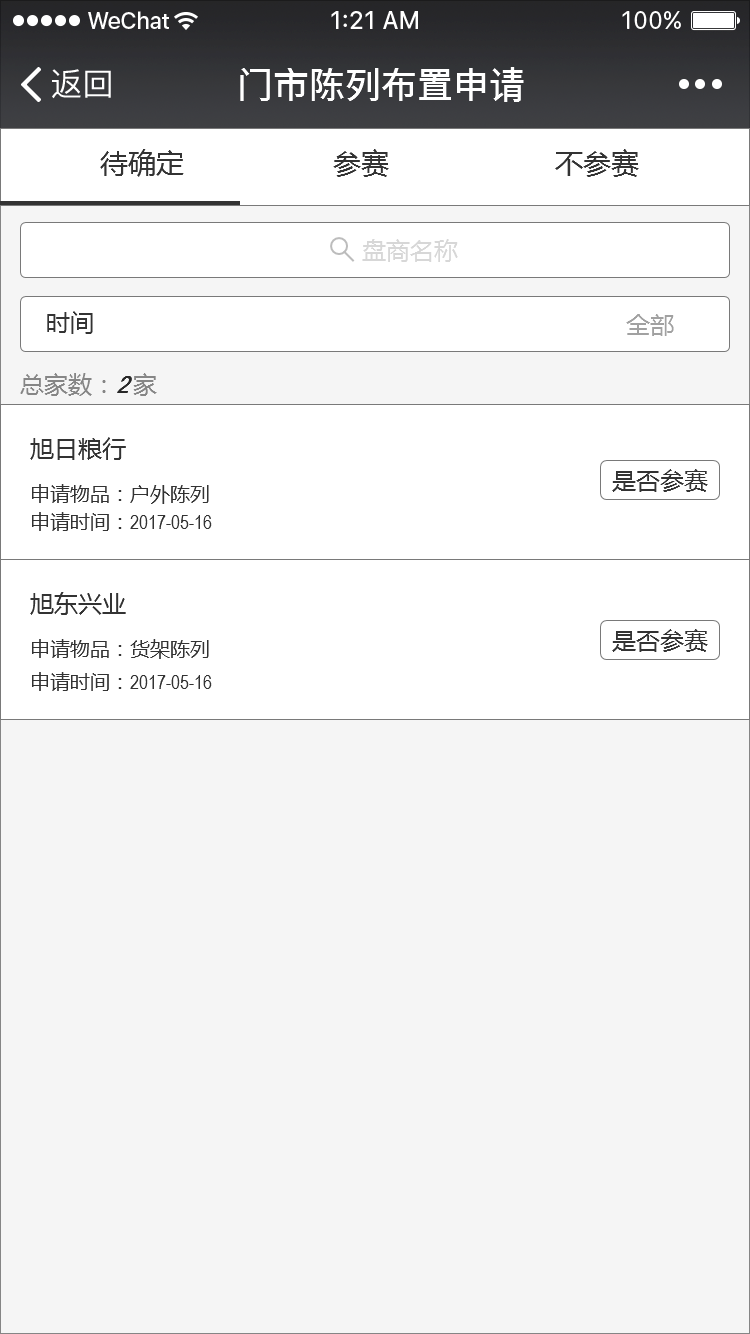 WeChat 1:21 AM 100%
返回 门市陈列布置申请
待确定 参赛 不参赛
盘商名称
时间 全部
总家数：2家
旭日粮行
申请物品：户外陈列
是否参赛
申请时间：2017-05-16
旭东兴业
申请物品：货架陈列
是否参赛
申请时间：2017-05-16